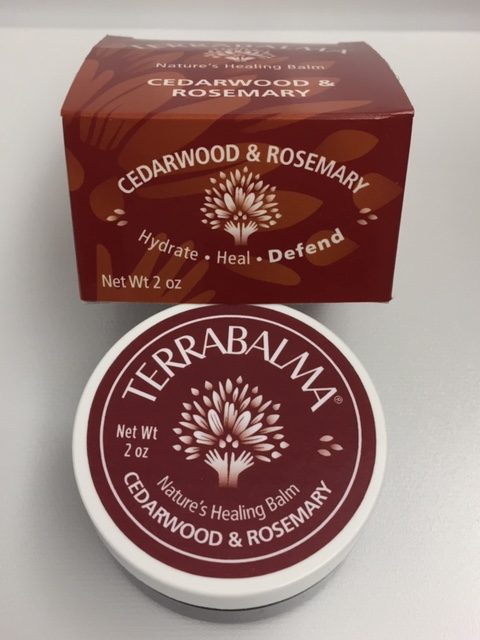 TERRABALMA
Nature's Healing Balm
CEDARWOOD &
ROSEMARY
CEDARWOOD & ROSEMARY
Hydrate • Heal • Defend
Net Wt 2 oz
TERRABALMA®
Net Wt
2 oz
Nature's Healing Balm
CEDARWOOD & ROSEMARY